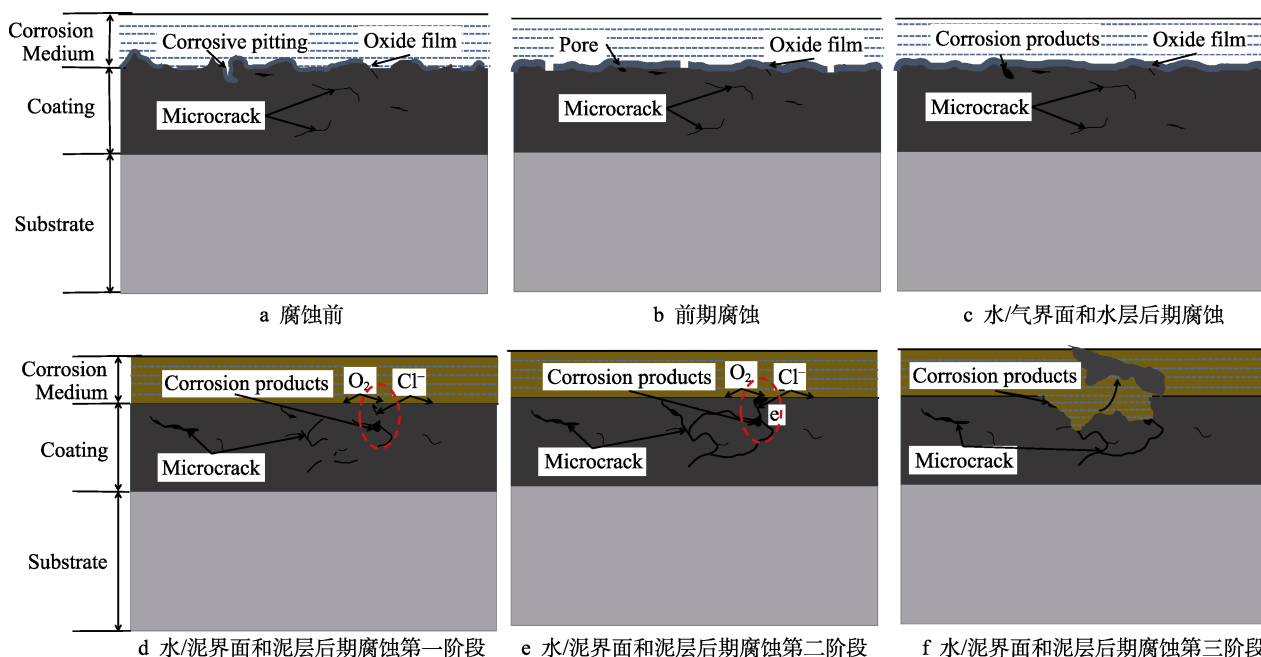 Corrosion
Medium
Coating
Substrate
Corrosive pitting
Oxide film
Microcrack
a 腐蚀前
Pore
Oxide film
Microcrack
b 前期腐蚀
Corrosion products
Oxide film
Microcrack
c 水/气界面和水层后期腐蚀
Corrosion
Medium
Coating
Substrate
Corrosion products
O₂
Cl⁻
Microcrack
d 水/泥界面和泥层后期腐蚀第一阶段
Corrosion products
O₂
Cl⁻
e
Microcrack
e 水/泥界面和泥层后期腐蚀第二阶段
Corrosion products
Microcrack
f 水/泥界面和泥层后期腐蚀第三阶段